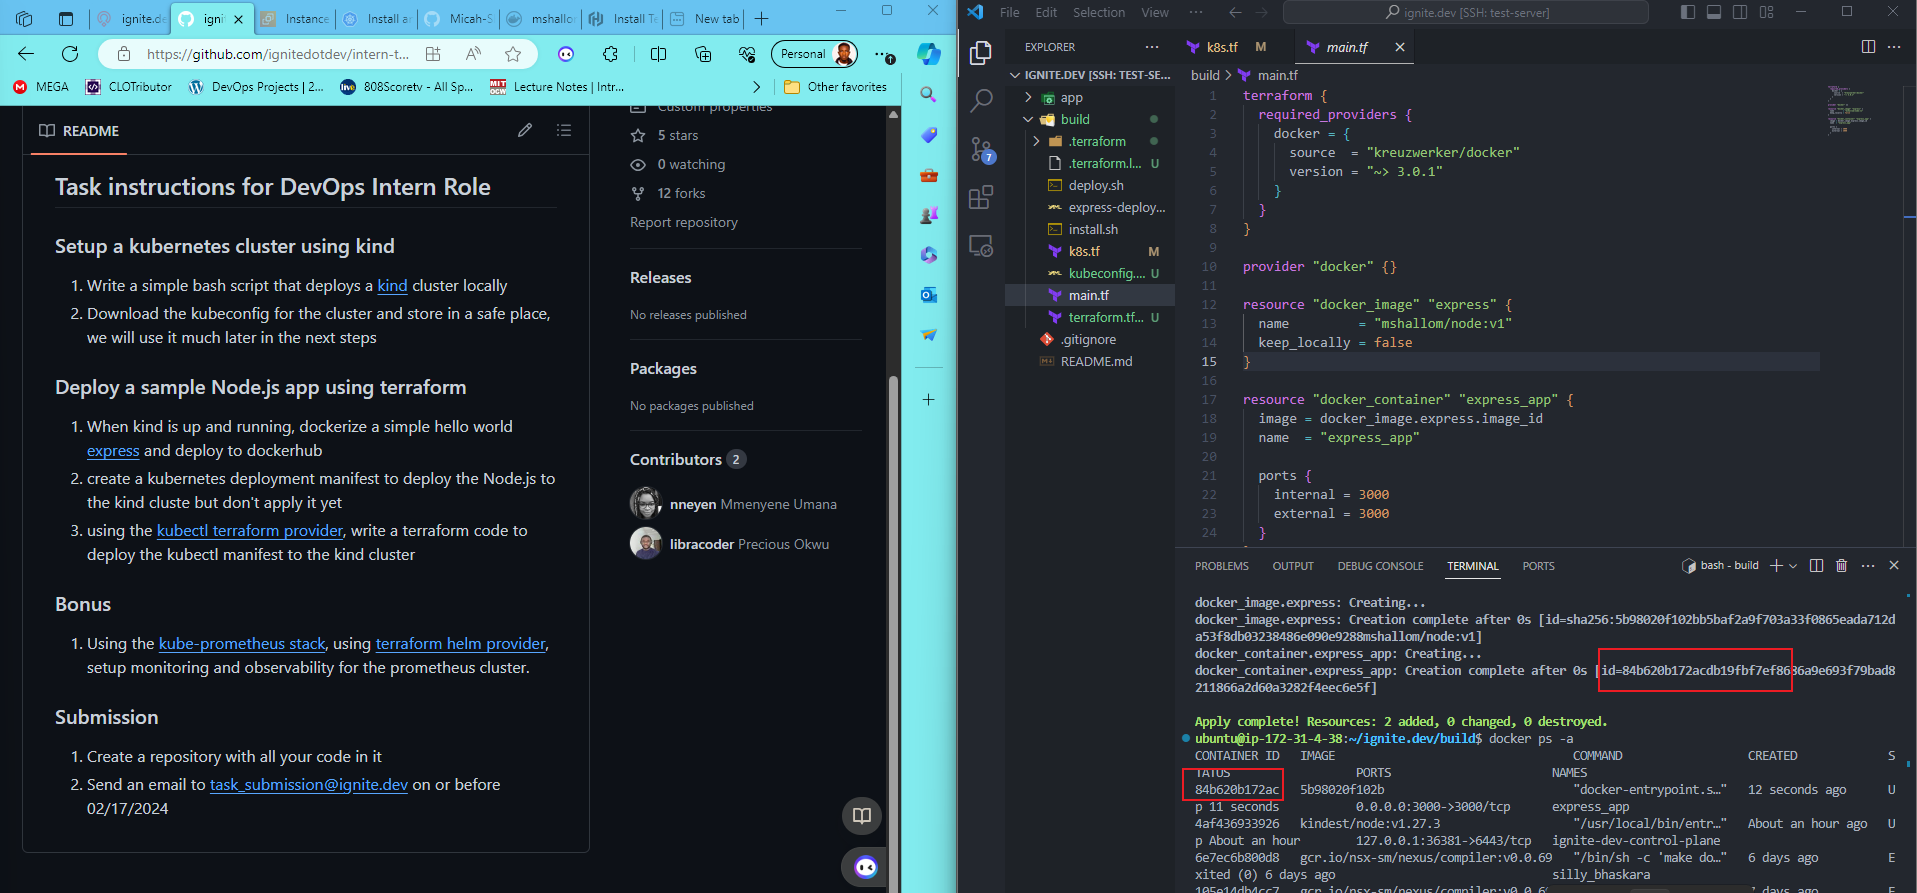 ignite.de
ignit
Instance
Install an
Micah-S
mshallo
Install Te
New tab
https://github.com/ignitedotdev/intern-t...
Personal
MEGA
CLOTributor
DevOps Projects | 2...
808Scoretv - All Sp...
Lecture Notes | Intr...
Other favorites
README
Task instructions for DevOps Intern Role
Setup a kubernetes cluster using kind
1. Write a simple bash script that deploys a kind cluster locally
2. Download the kubeconfig for the cluster and store in a safe place,
we will use it much later in the next steps
Deploy a sample Node.js app using terraform
1. When kind is up and running, dockerize a simple hello world
express and deploy to dockerhub
2. create a kubernetes deployment manifest to deploy the Node.js to
the kind cluste but don't apply it yet
3. using the kubectl terraform provider, write a terraform code to
deploy the kubectl manifest to the kind cluster
Bonus
1. Using the kube-prometheus stack, using terraform helm provider,
setup monitoring and observability for the prometheus cluster.
Submission
1. Create a repository with all your code in it
2. Send an email to task_submission@ignite.dev on or before
02/17/2024
Custom properties
5 stars
0 watching
12 forks
Report repository
Releases
No releases published
Packages
No packages published
Contributors 2
nneyen Mmenyene Umana
libracoder Precious Okwu
File Edit Selection View ...
ignite.dev [SSH: test-server]
EXPLORER
IGNITE.DEV [SSH: TEST-SE...
app
build
.terraform
.terraform.l... U
deploy.sh
express-deploy...
install.sh
k8s.tf M
kubeconfig.... U
main.tf
terraform.tf... U
.gitignore
README.md
7
k8s.tf M
main.tf
build > main.tf
1 terraform {
2 required_providers {
3 docker = {
4 source = "kreuzwerker/docker"
5 version = "~> 3.0.1"
6 }
7 }
8 }
9
10 provider "docker" {}
11
12 resource "docker_image" "express" {
13 name = "mshallom/node:v1"
14 keep_locally = false
15 }
16
17 resource "docker_container" "express_app" {
18 image = docker_image.express.image_id
19 name = "express_app"
20
21 ports {
22 internal = 3000
23 external = 3000
24 }
PROBLEMS OUTPUT DEBUG CONSOLE TERMINAL PORTS
bash - build
docker_image.express: Creating...
docker_image.express: Creation complete after 0s [id=sha256:5b98020f102bb5baf2a9f703a33f0865eada712d
a53f8db03238486e090e9288mshallom/node:v1]
docker_container.express_app: Creating...
docker_container.express_app: Creation complete after 0s [id=84b620b172acdb19fbf7ef8686a9e693f79bad8
211866a2d60a3282f4eec6e5f]
Apply complete! Resources: 2 added, 0 changed, 0 destroyed.
ubuntu@ip-172-31-4-38:~/ignite.dev/build$ docker ps -a
CONTAINER ID IMAGE COMMAND CREATED S
TATUS PORTS NAMES
84b620b172ac 5b98020f102b "docker-entrypoint.s…" 12 seconds ago U
p 11 seconds 0.0.0.0:3000->3000/tcp express_app
4af436933926 kindest/node:v1.27.3 "/usr/local/bin/entr…" About an hour ago U
p About an hour 127.0.0.1:36381->6443/tcp ignite-dev-control-plane
6e7ec6b800d8 gcr.io/nsx-sm/nexus/compiler:v0.0.69 "/bin/sh -c 'make do…" 6 days ago E
xited (0) 6 days ago silly_bhaskara